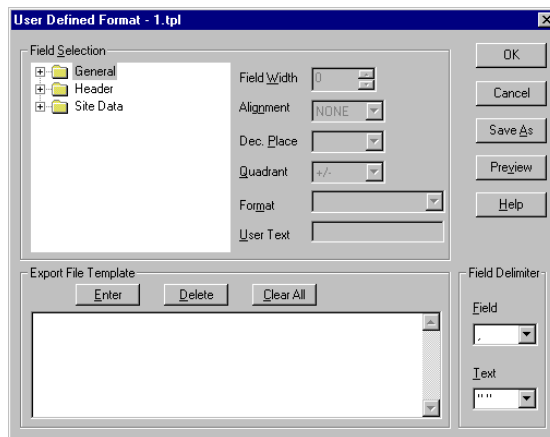 User Defined Format - 1.tpl
Field Selection
General
Header
Site Data
Field Width 0
Alignment NONE
Dec. Place
Quadrant +/-
Format
User Text
OK
Cancel
Save As
Preview
Help
Export File Template
Enter Delete Clear All
Field Delimiter
Field
,
Text
" "